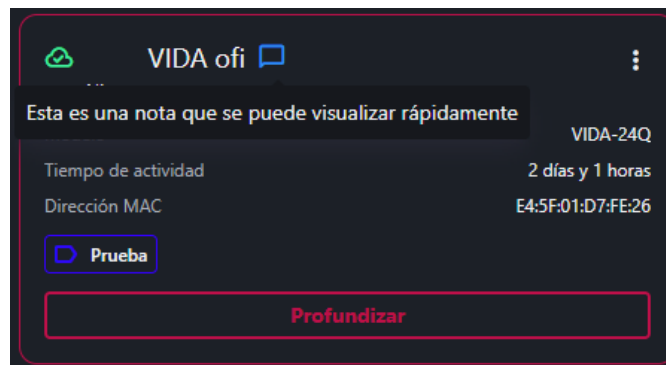 VIDA ofi
Esta es una nota que se puede visualizar rápidamente
VIDA-24Q
Tiempo de actividad
2 días y 1 horas
Dirección MAC
E4:5F:01:D7:FE:26
Prueba
Profundizar